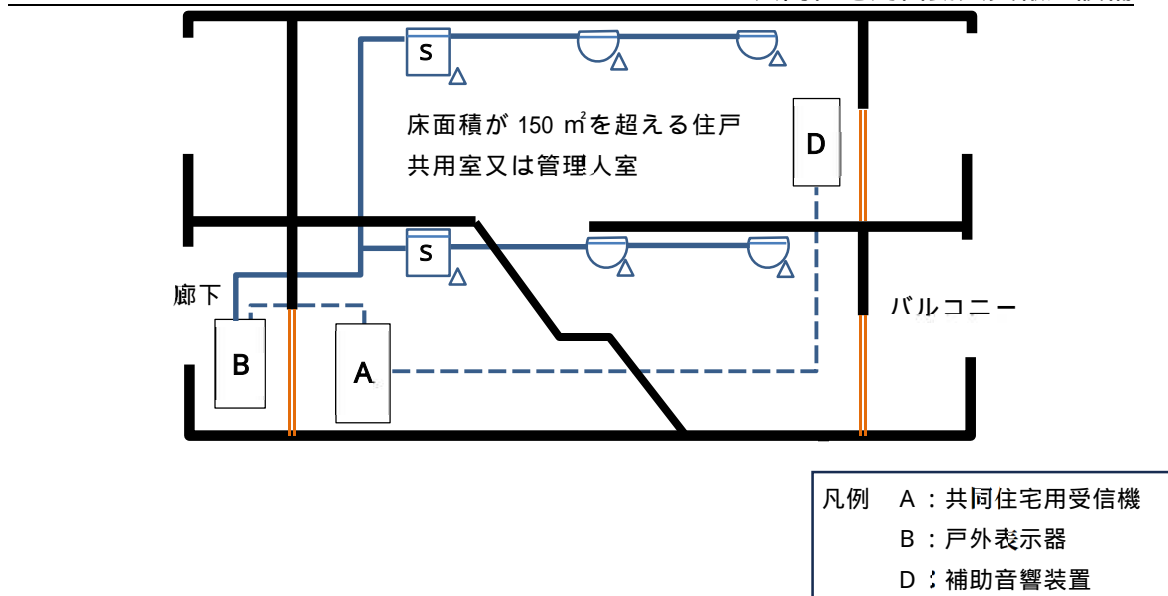 S
床面積が 150 ㎡を超える住戸
共用室又は管理人室
D
S
廊下
バルコニー
B
A
凡例 A：共同住宅用受信機
B：戸外表示器
D：補助音響装置